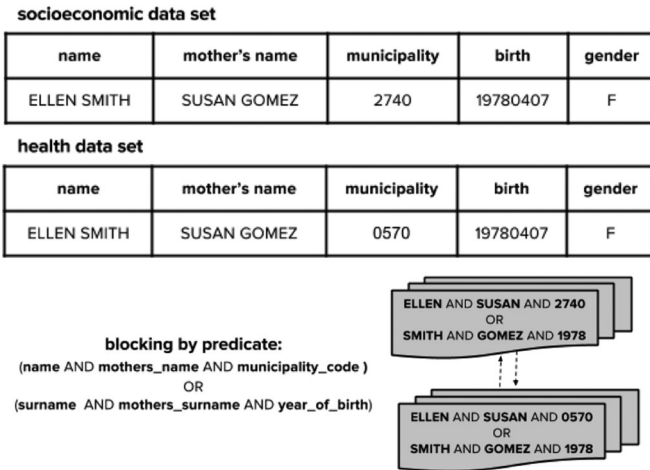 socioeconomic data set
name mother's name municipality birth gender
ELLEN SMITH SUSAN GOMEZ 2740 19780407 F
health data set
name mother's name municipality birth gender
ELLEN SMITH SUSAN GOMEZ 0570 19780407 F
blocking by predicate:
(name AND mothers_name AND municipality_code )
OR
(surname AND mothers_surname AND year_of_birth)
ELLEN AND SUSAN AND 2740
OR
SMITH AND GOMEZ AND 1978
ELLEN AND SUSAN AND 0570
OR
SMITH AND GOMEZ AND 1978